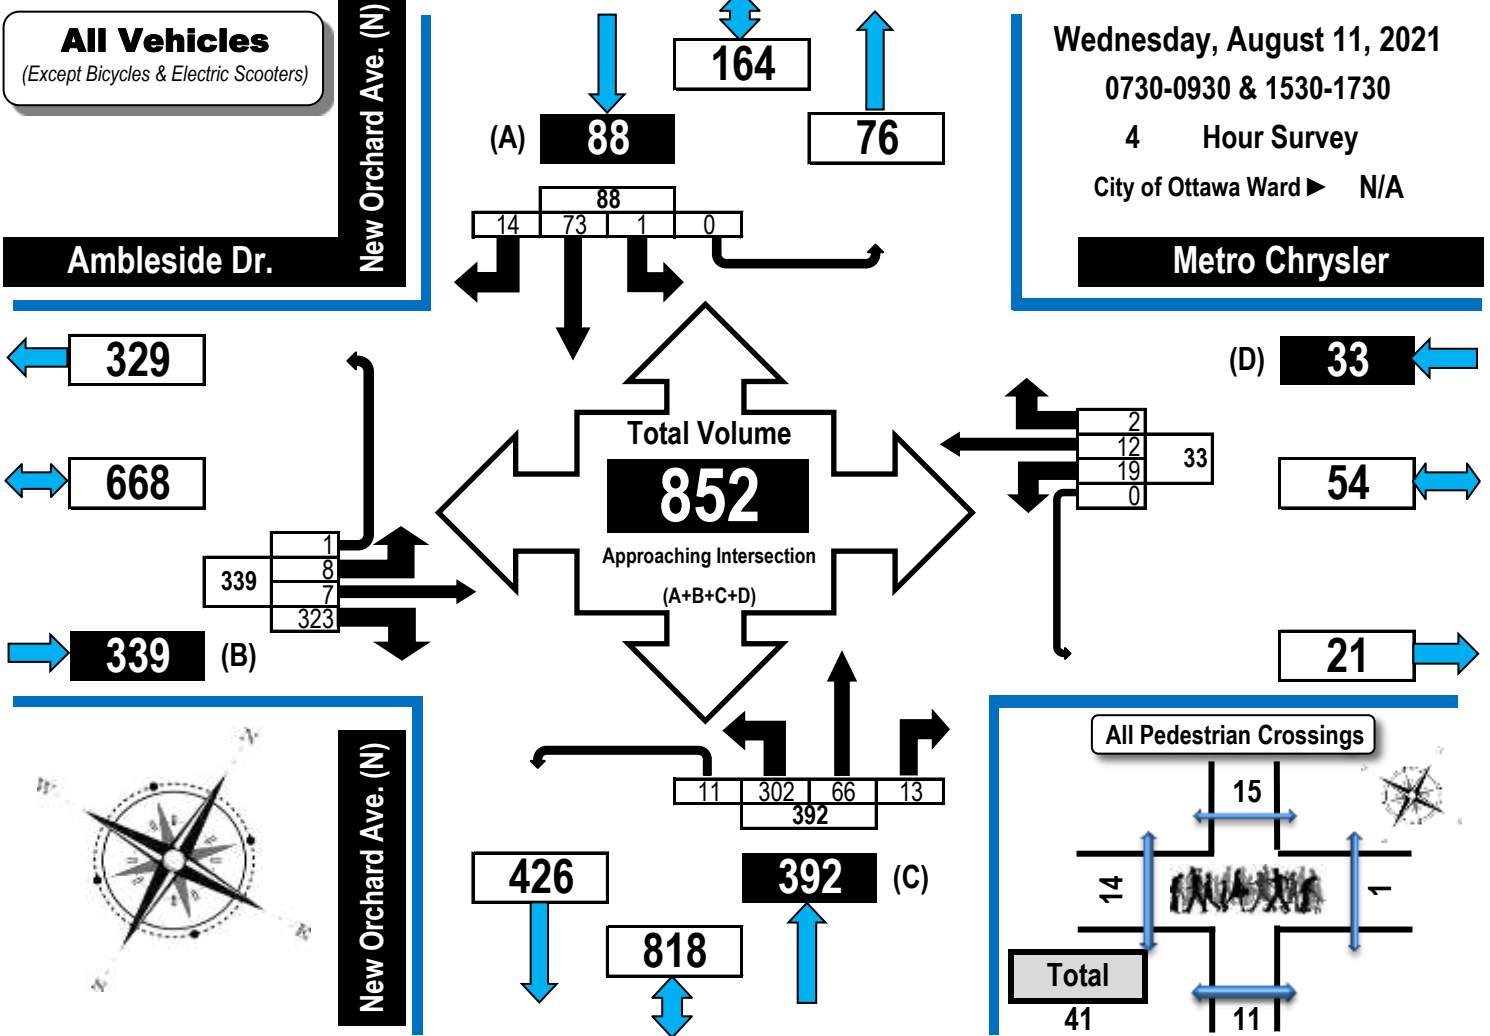 All Vehicles
(Except Bicycles & Electric Scooters)
New Orchard Ave. (N)
Ambleside Dr.
164
(A)
88
76
88
14 73 1 0
Wednesday, August 11, 2021
0730-0930 & 1530-1730
4 Hour Survey
City of Ottawa Ward ► N/A
Metro Chrysler
329
668
1
8
7
323
339
339
(B)
Total Volume
852
Approaching Intersection
(A+B+C+D)
(D)
33
2
12
19
0
33
54
21
11 302 66 13
392
426
392
(C)
818
New Orchard Ave. (N)
N
W
E
S
All Pedestrian Crossings
15
14
1
Total
41
11